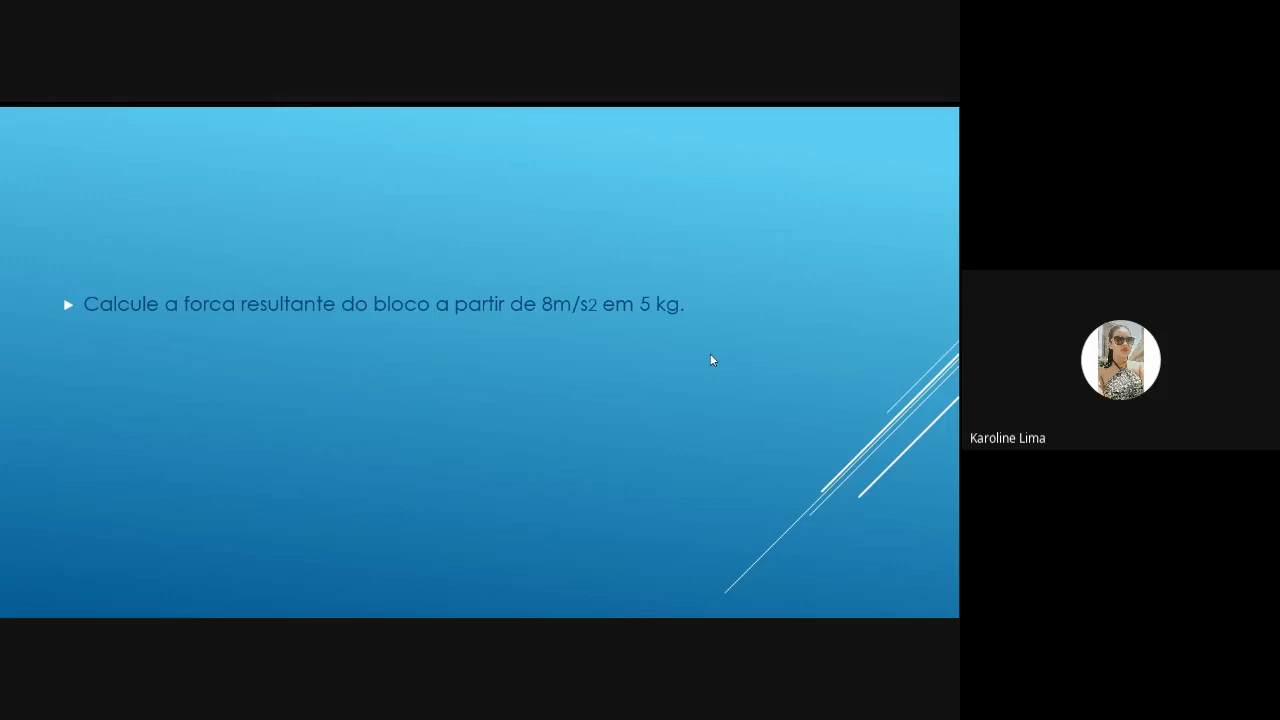 Calcule a forca resultante do bloco a partir de 8m/s2 em 5 kg.
Karoline Lima